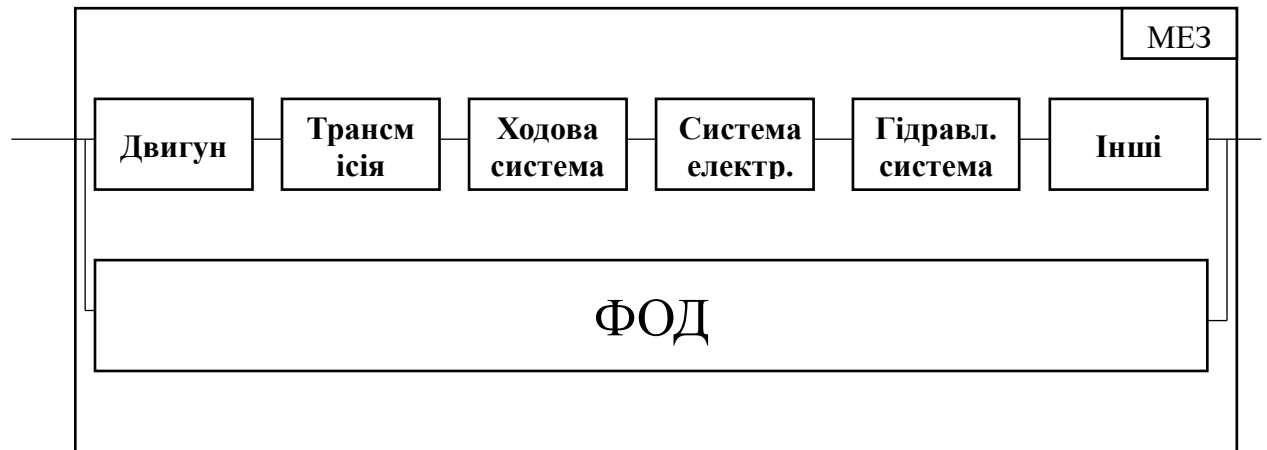 МЕЗ
Двигун
Трансм
ісія
Ходова
система
Система
електр.
Гідравл.
система
Інші
ФОД